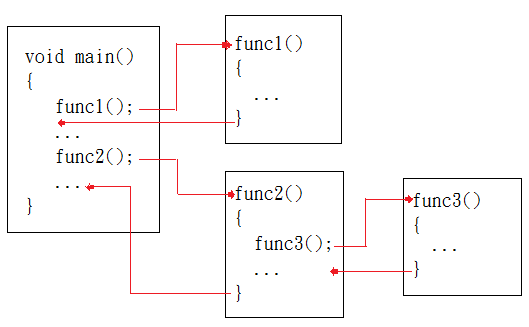 void main()
{
func1();
...
func2();
....
}
func1()
{
...
}
func2()
{
func3();
...
}
func3()
{
...
}